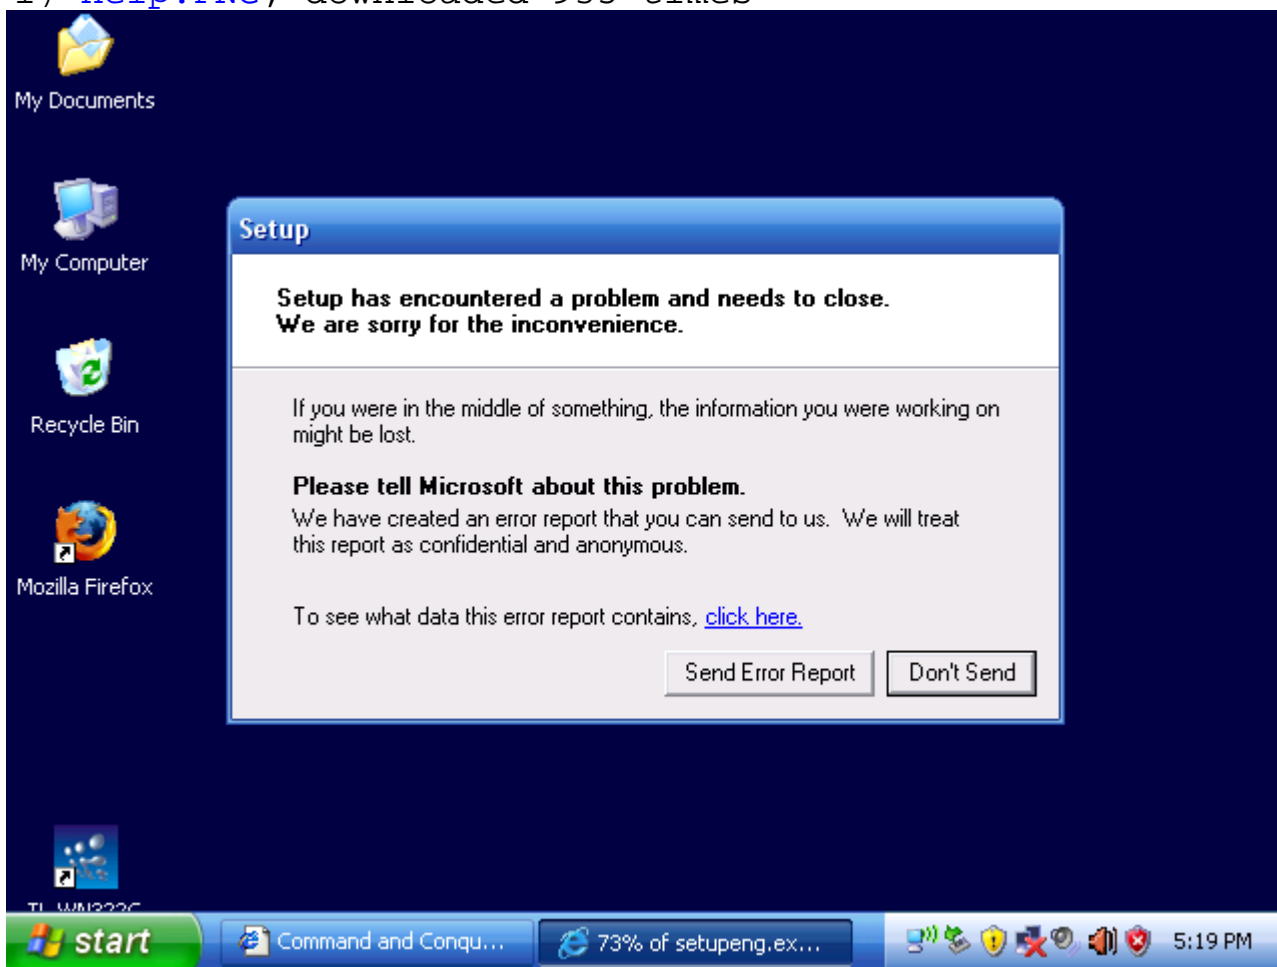 My Documents
My Computer
Recycle Bin
Mozilla Firefox
Setup
Setup has encountered a problem and needs to close.
We are sorry for the inconvenience.
If you were in the middle of something, the information you were working on
might be lost.
Please tell Microsoft about this problem.
We have created an error report that you can send to us. We will treat
this report as confidential and anonymous.
To see what data this error report contains, click here.
Send Error Report
Don't Send
start
Command and Conqu...
73% of setupeng.ex...
5:19 PM